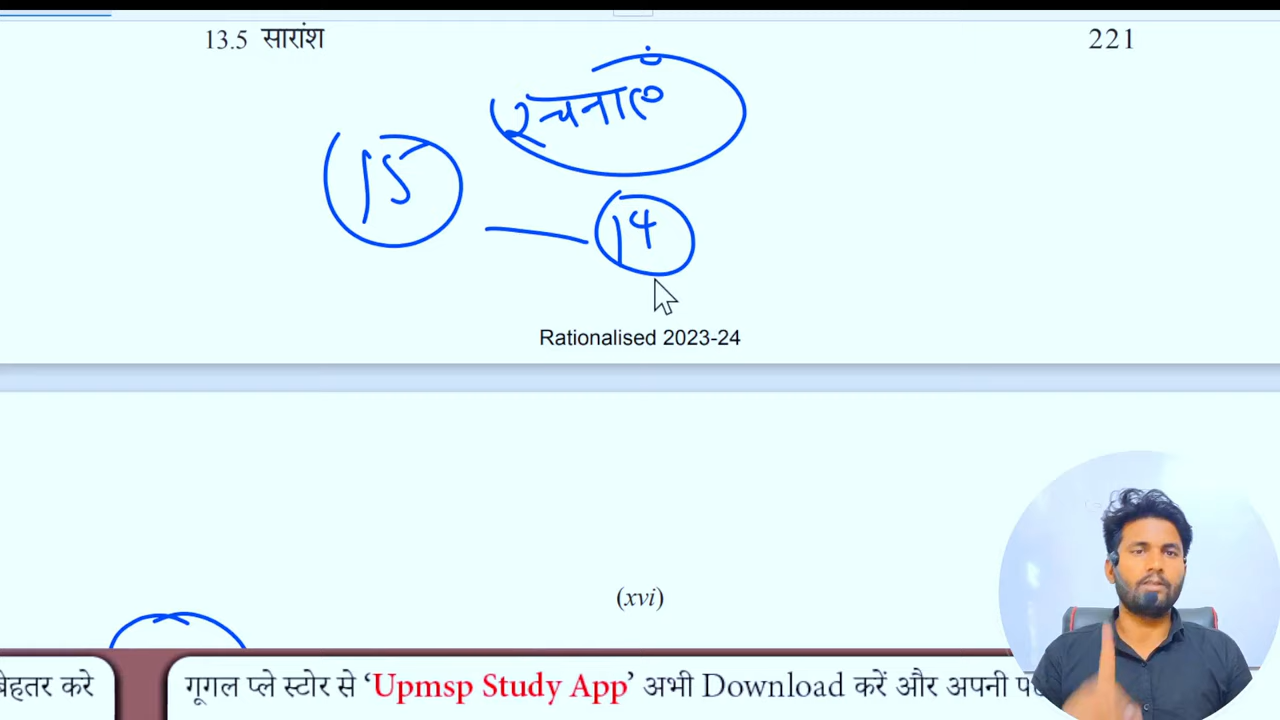 13.5 सारांश 221
रचनाएं
15
14
Rationalised 2023-24
(xvi)
बेहतर करे
गूगल प्ले स्टोर से ‘Upmsp Study App’ अभी Download करें और अपनी